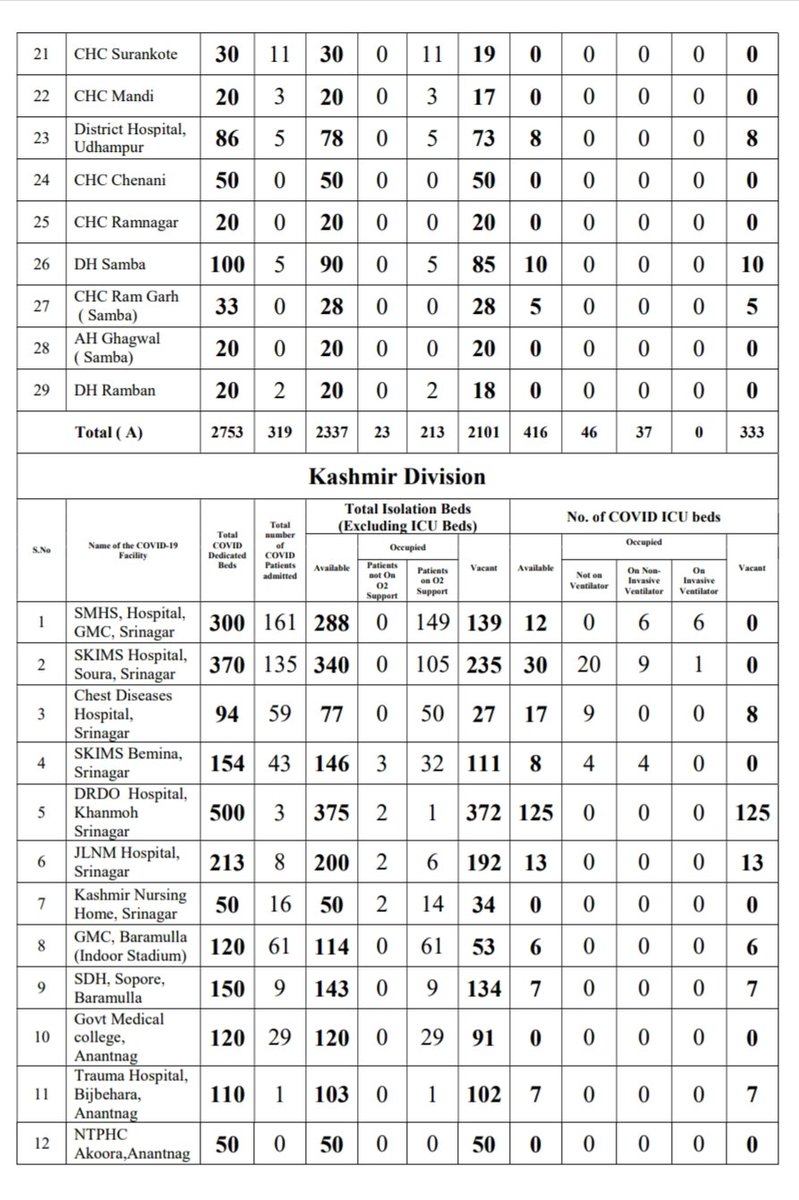 21 CHC Surankote 30 11 30 0 11 19 0 0 0 0 0
22 CHC Mandi 20 3 20 0 3 17 0 0 0 0 0
23 District Hospital, Udhampur 86 5 78 0 5 73 8 0 0 0 8
24 CHC Chenani 50 0 50 0 0 50 0 0 0 0 0
25 CHC Ramnagar 20 0 20 0 0 20 0 0 0 0 0
26 DH Samba 100 5 90 0 5 85 10 0 0 0 10
27 CHC Ram Garh ( Samba) 33 0 28 0 0 28 5 0 0 0 5
28 AH Ghagwal ( Samba) 20 0 20 0 0 20 0 0 0 0 0
29 DH Ramban 20 2 20 0 2 18 0 0 0 0 0
Total ( A) 2753 319 2337 23 213 2101 416 46 37 0 333
Kashmir Division
S.No
Name of the COVID-19 Facility
Total COVID Dedicated Beds
Total number of COVID Patients admitted
Total Isolation Beds (Excluding ICU Beds)
No. of COVID ICU beds
Available
Occupied
Patients not On O2 Support
Patients on O2 Support
Vacant
Available
Occupied
Not on Ventilator
On Non-Invasive Ventilator
On Invasive Ventilator
Vacant
1 SMHS, Hospital, GMC, Srinagar 300 161 288 0 149 139 12 0 6 6 0
2 SKIMS Hospital, Soura, Srinagar 370 135 340 0 105 235 30 20 9 1 0
3 Chest Diseases Hospital, Srinagar 94 59 77 0 50 27 17 9 0 0 8
4 SKIMS Bemina, Srinagar 154 43 146 3 32 111 8 4 4 0 0
5 DRDO Hospital, Khanmoh Srinagar 500 3 375 2 1 372 125 0 0 0 125
6 JLNM Hospital, Srinagar 213 8 200 2 6 192 13 0 0 0 13
7 Kashmir Nursing Home, Srinagar 50 16 50 2 14 34 0 0 0 0 0
8 GMC, Baramulla (Indoor Stadium) 120 61 114 0 61 53 6 0 0 0 6
9 SDH, Sopore, Baramulla 150 9 143 0 9 134 7 0 0 0 7
10 Govt Medical college, Anantnag 120 29 120 0 29 91 0 0 0 0 0
11 Trauma Hospital, Bijbehara, Anantnag 110 1 103 0 1 102 7 0 0 0 7
12 NTPHC Akoora,Anantnag 50 0 50 0 0 50 0 0 0 0 0